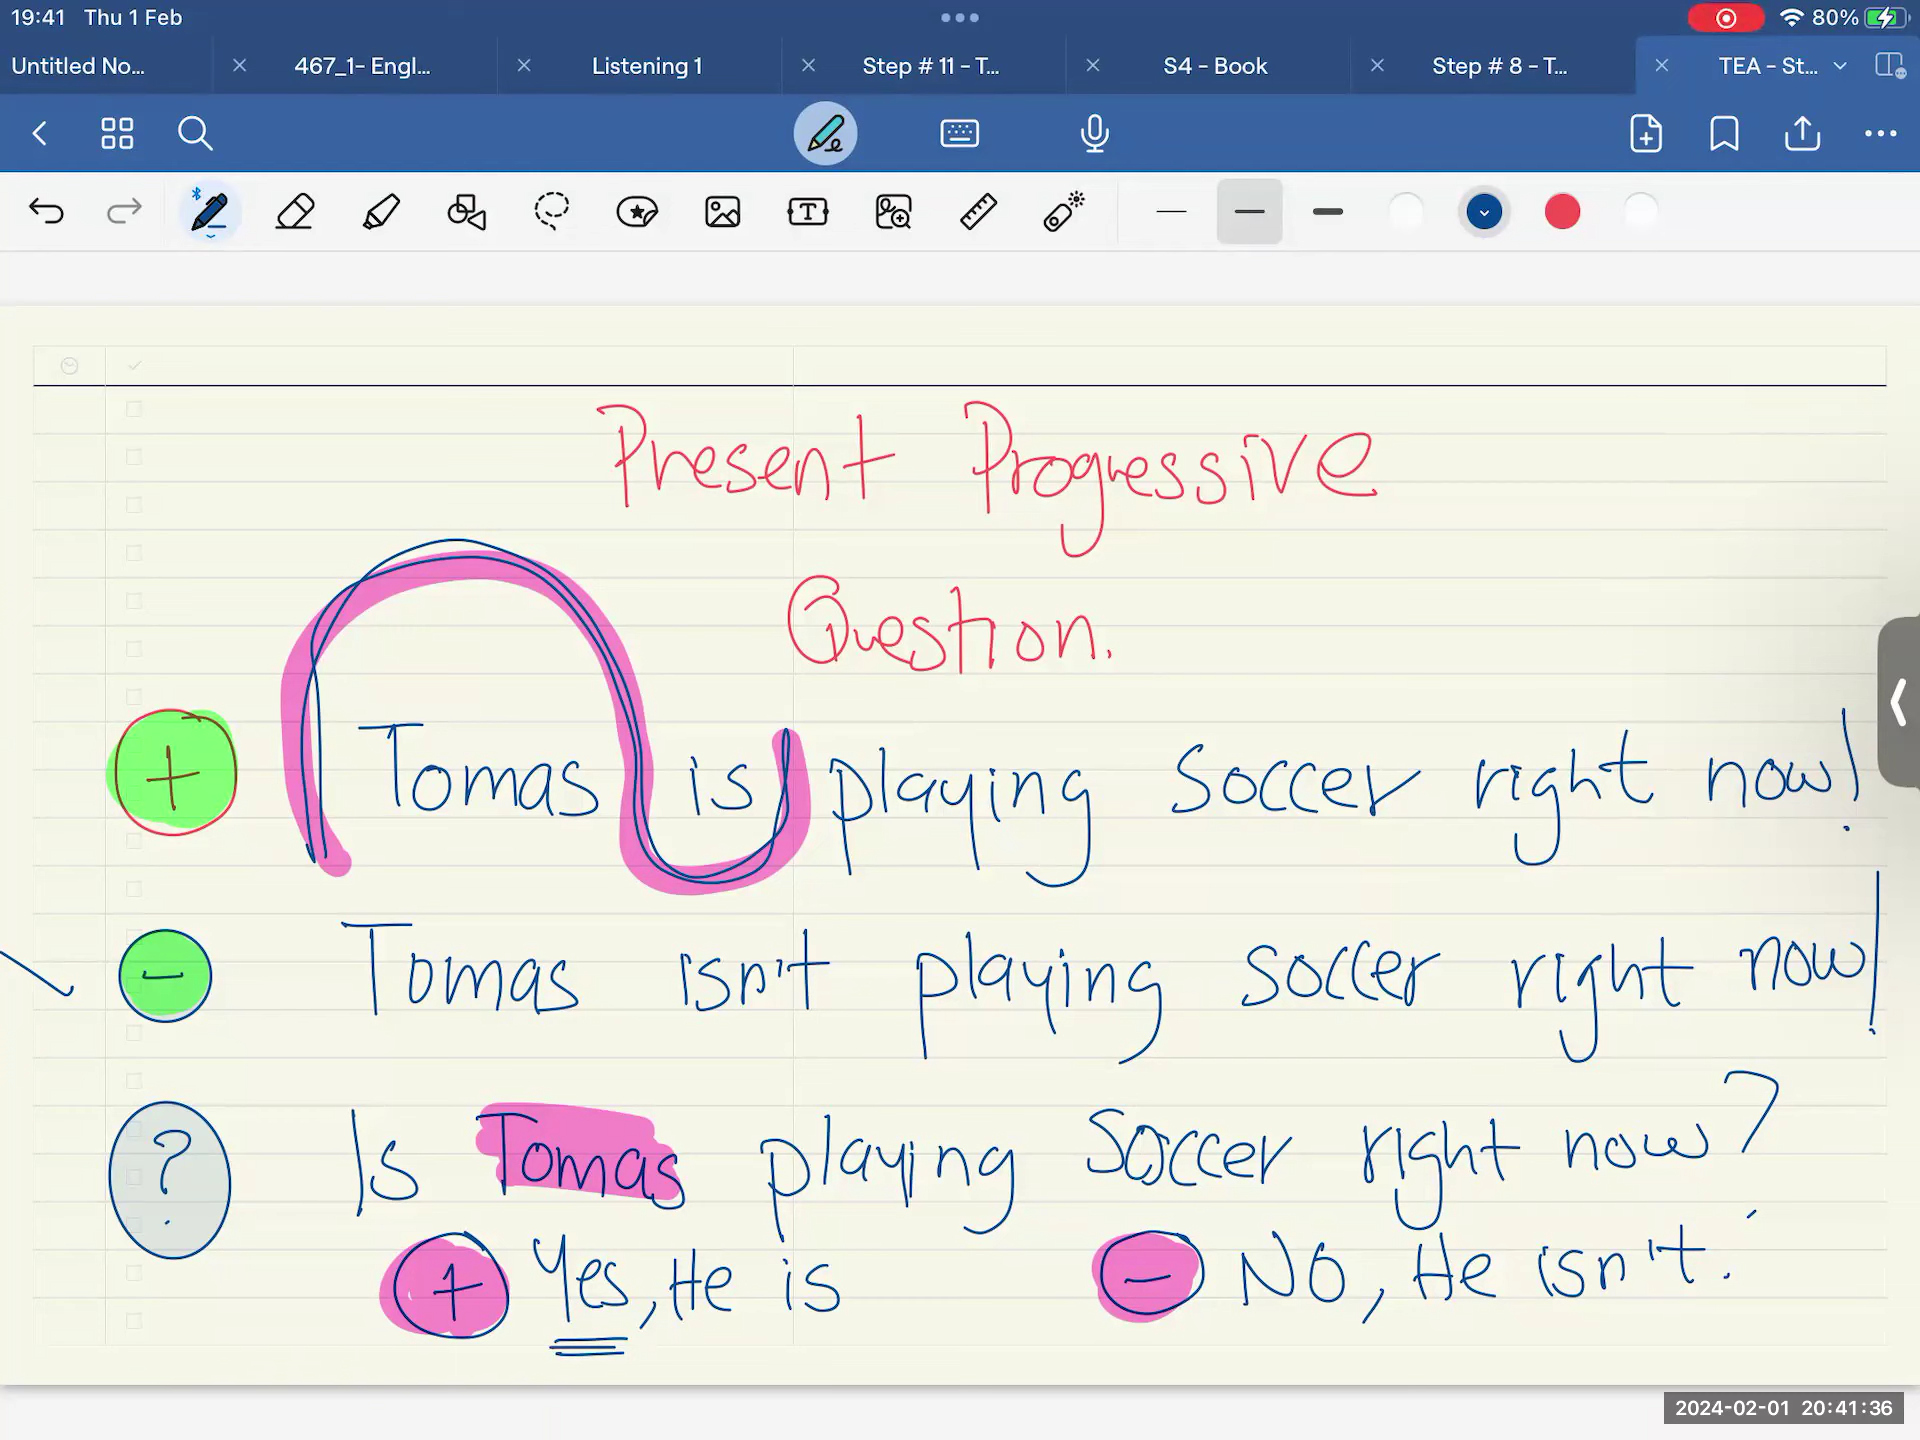 19:41 Thu 1 Feb 80%
Untitled No... 467_1- Engl... Listening 1 Step # 11 - T... S4 - Book Step # 8 - T... TEA - St...
Present Progressive
Question.
+ Tomas is playing Soccer right now!
- Tomas isn't playing soccer right now!
? Is Tomas playing Soccer right now?
+ Yes, He is - No, He isn't.
2024-02-01 20:41:36